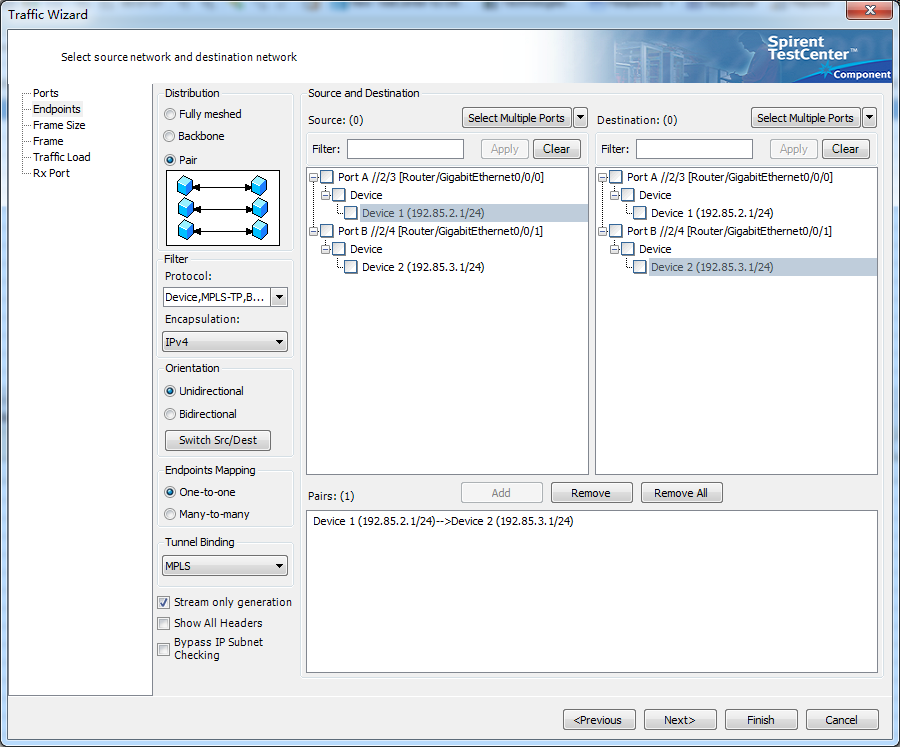 Traffic Wizard
Select source network and destination network
Spirent
TestCenter™
Component
Ports
Endpoints
Frame Size
Frame
Traffic Load
Rx Port
Distribution
Fully meshed
Backbone
Pair
Filter
Protocol:
Device,MPLS-TP,B...
Encapsulation:
IPv4
Orientation
Unidirectional
Bidirectional
Switch Src/Dest
Endpoints Mapping
One-to-one
Many-to-many
Tunnel Binding
MPLS
Stream only generation
Show All Headers
Bypass IP Subnet
Checking
Source and Destination
Source: (0)
Select Multiple Ports
Filter:
Apply
Clear
Port A //2/3 [Router/GigabitEthernet0/0/0]
Device
Device 1 (192.85.2.1/24)
Port B //2/4 [Router/GigabitEthernet0/0/1]
Device
Device 2 (192.85.3.1/24)
Destination: (0)
Select Multiple Ports
Filter:
Apply
Clear
Port A //2/3 [Router/GigabitEthernet0/0/0]
Device
Device 1 (192.85.2.1/24)
Port B //2/4 [Router/GigabitEthernet0/0/1]
Device
Device 2 (192.85.3.1/24)
Pairs: (1)
Add
Remove
Remove All
Device 1 (192.85.2.1/24)-->Device 2 (192.85.3.1/24)
<Previous
Next>
Finish
Cancel